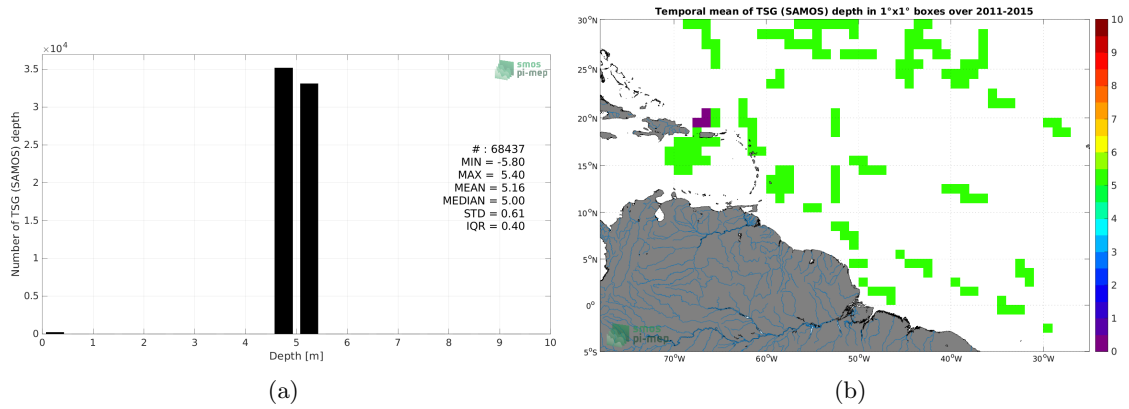 ×10⁴
3.5
3
2.5
2
1.5
1
0.5
0
Number of TSG (SAMOS) depth
0 1 2 3 4 5 6 7 8 9 10
Depth [m]
smos
pi-mep
# : 68437
MIN = -5.80
MAX = 5.40
MEAN = 5.16
MEDIAN = 5.00
STD = 0.61
IQR = 0.40
(a)
Temporal mean of TSG (SAMOS) depth in 1°x1° boxes over 2011-2015
30°N
25°N
20°N
15°N
10°N
5°N
0°
5°S
70°W 60°W 50°W 40°W 30°W
smos
pi-mep
10
9
8
7
6
5
4
3
2
1
0
(b)